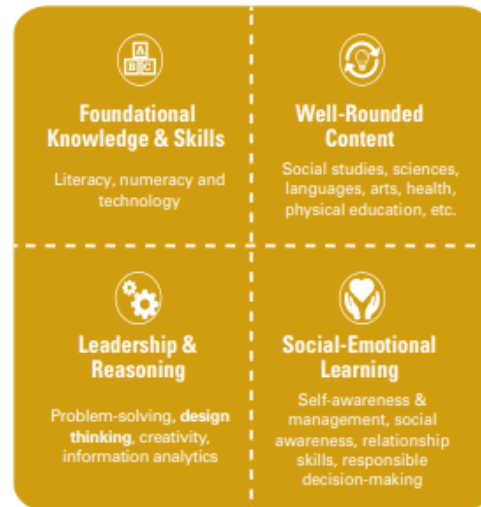 A
B C
Foundational
Knowledge & Skills
Literacy, numeracy and
technology
Well-Rounded
Content
Social studies, sciences,
languages, arts, health,
physical education, etc.
Leadership &
Reasoning
Problem-solving, design
thinking, creativity,
information analytics
Social-Emotional
Learning
Self-awareness &
management, social
awareness, relationship
skills, responsible
decision-making